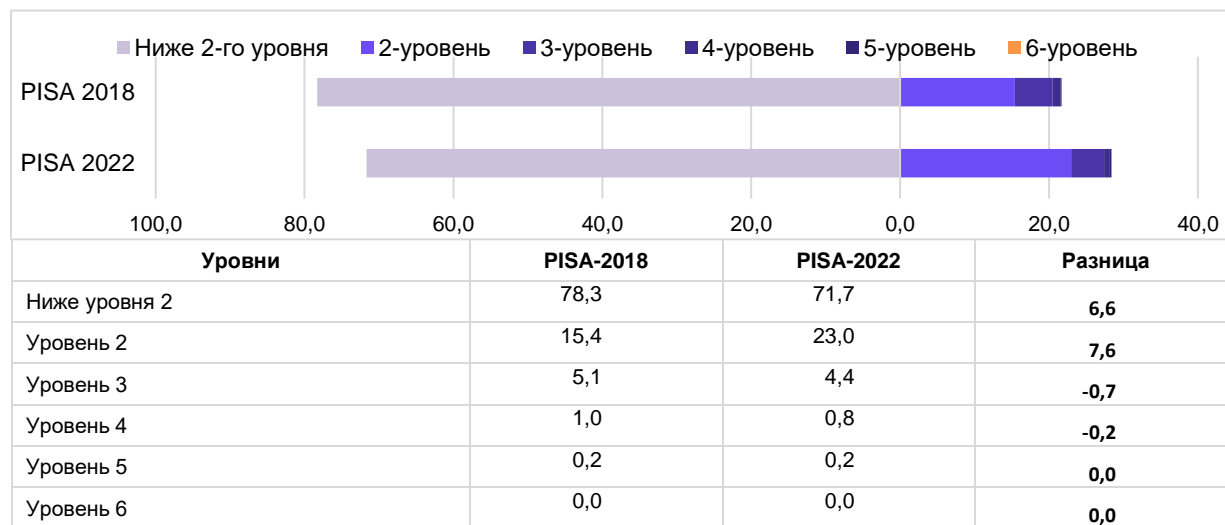 Ниже 2-го уровня 2-уровень 3-уровень 4-уровень 5-уровень 6-уровень
PISA 2018
PISA 2022
100,0 80,0 60,0 40,0 20,0 0,0 20,0 40,0
Уровни PISA-2018 PISA-2022 Разница
Ниже уровня 2 78,3 71,7 6,6
Уровень 2 15,4 23,0 7,6
Уровень 3 5,1 4,4 -0,7
Уровень 4 1,0 0,8 -0,2
Уровень 5 0,2 0,2 0,0
Уровень 6 0,0 0,0 0,0